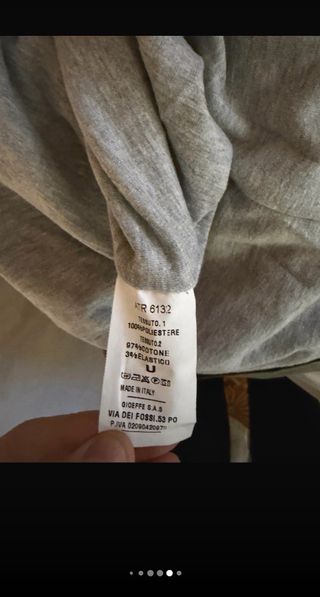 ATR 6132
TESSUTO.1
100%POLIESTERE
TESSUTO.2
97%COTONE
3%ELASTICO
U
MADE IN ITALY
GIOEFFE S.A.S
VIA DEI FOSSI.53 PO
P.IVA